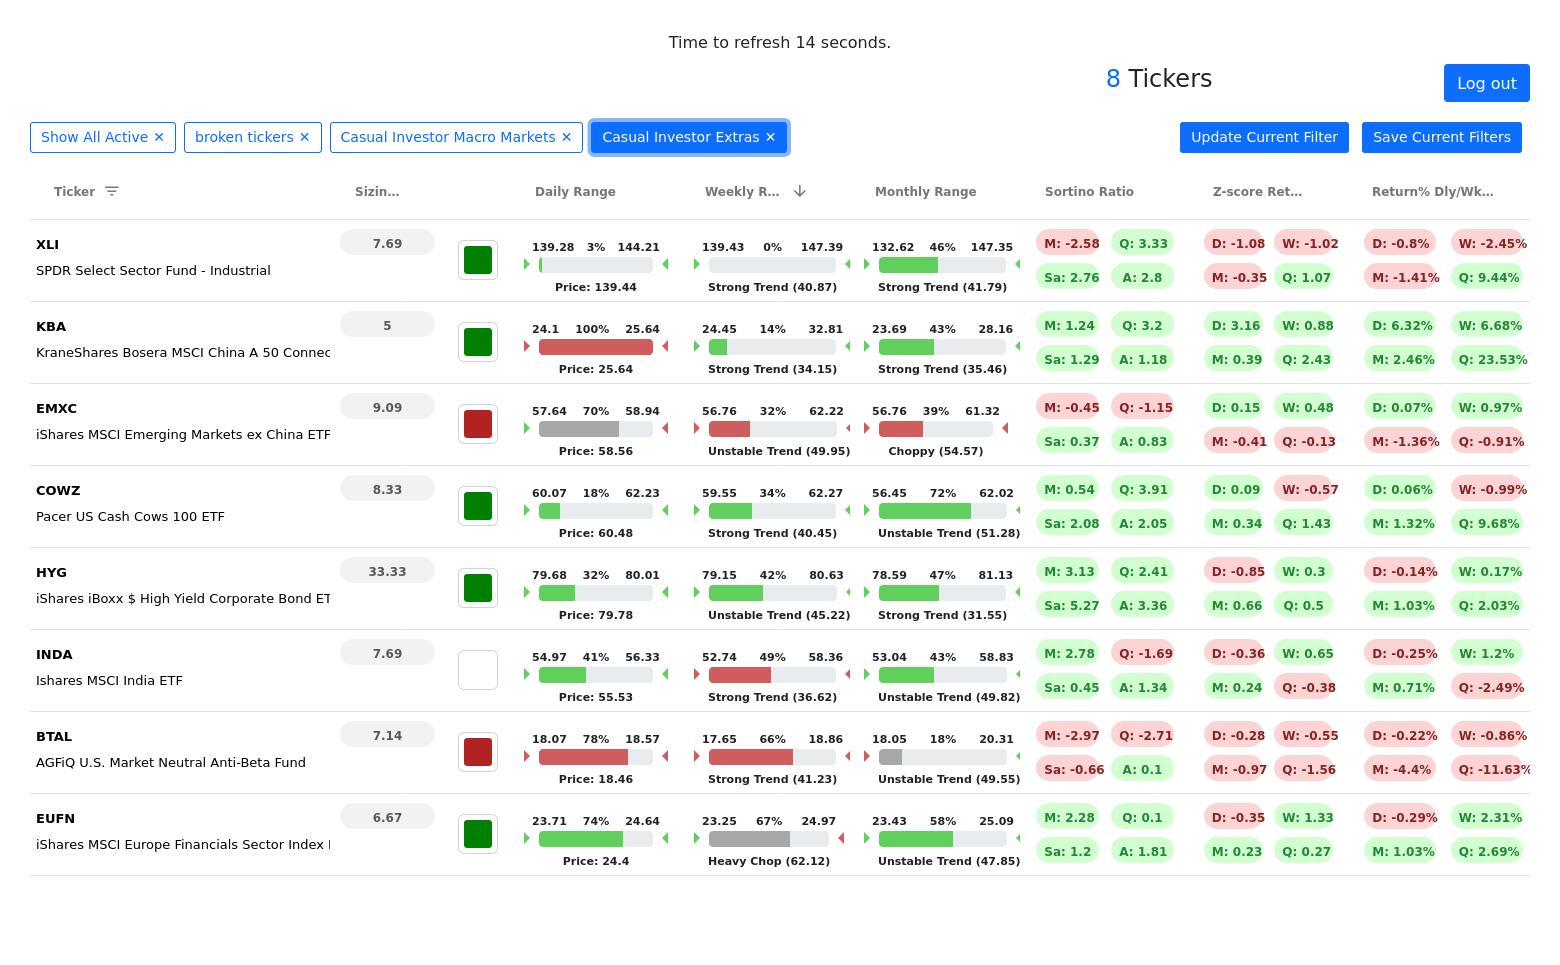 Time to refresh 14 seconds.
8 Tickers
Log out
Show All Active ✕ broken tickers ✕ Casual Investor Macro Markets ✕ Casual Investor Extras ✕ Update Current Filter Save Current Filters
Ticker Sizin… Daily Range Weekly R… Monthly Range Sortino Ratio Z-score Ret… Return% Dly/Wk…
XLI 7.69 139.28 3% 144.21 139.43 0% 147.39 132.62 46% 147.35 M: -2.58 Q: 3.33 D: -1.08 W: -1.02 D: -0.8% W: -2.45%
SPDR Select Sector Fund - Industrial Price: 139.44 Strong Trend (40.87) Strong Trend (41.79) Sa: 2.76 A: 2.8 M: -0.35 Q: 1.07 M: -1.41% Q: 9.44%
KBA 5 24.1 100% 25.64 24.45 14% 32.81 23.69 43% 28.16 M: 1.24 Q: 3.2 D: 3.16 W: 0.88 D: 6.32% W: 6.68%
KraneShares Bosera MSCI China A 50 Connec Price: 25.64 Strong Trend (34.15) Strong Trend (35.46) Sa: 1.29 A: 1.18 M: 0.39 Q: 2.43 M: 2.46% Q: 23.53%
EMXC 9.09 57.64 70% 58.94 56.76 32% 62.22 56.76 39% 61.32 M: -0.45 Q: -1.15 D: 0.15 W: 0.48 D: 0.07% W: 0.97%
iShares MSCI Emerging Markets ex China ETF Price: 58.56 Unstable Trend (49.95) Choppy (54.57) Sa: 0.37 A: 0.83 M: -0.41 Q: -0.13 M: -1.36% Q: -0.91%
COWZ 8.33 60.07 18% 62.23 59.55 34% 62.27 56.45 72% 62.02 M: 0.54 Q: 3.91 D: 0.09 W: -0.57 D: 0.06% W: -0.99%
Pacer US Cash Cows 100 ETF Price: 60.48 Strong Trend (40.45) Unstable Trend (51.28) Sa: 2.08 A: 2.05 M: 0.34 Q: 1.43 M: 1.32% Q: 9.68%
HYG 33.33 79.68 32% 80.01 79.15 42% 80.63 78.59 47% 81.13 M: 3.13 Q: 2.41 D: -0.85 W: 0.3 D: -0.14% W: 0.17%
iShares iBoxx $ High Yield Corporate Bond ET Price: 79.78 Unstable Trend (45.22) Strong Trend (31.55) Sa: 5.27 A: 3.36 M: 0.66 Q: 0.5 M: 1.03% Q: 2.03%
INDA 7.69 54.97 41% 56.33 52.74 49% 58.36 53.04 43% 58.83 M: 2.78 Q: -1.69 D: -0.36 W: 0.65 D: -0.25% W: 1.2%
Ishares MSCI India ETF Price: 55.53 Strong Trend (36.62) Unstable Trend (49.82) Sa: 0.45 A: 1.34 M: 0.24 Q: -0.38 M: 0.71% Q: -2.49%
BTAL 7.14 18.07 78% 18.57 17.65 66% 18.86 18.05 18% 20.31 M: -2.97 Q: -2.71 D: -0.28 W: -0.55 D: -0.22% W: -0.86%
AGFiQ U.S. Market Neutral Anti-Beta Fund Price: 18.46 Strong Trend (41.23) Unstable Trend (49.55) Sa: -0.66 A: 0.1 M: -0.97 Q: -1.56 M: -4.4% Q: -11.63%
EUFN 6.67 23.71 74% 24.64 23.25 67% 24.97 23.43 58% 25.09 M: 2.28 Q: 0.1 D: -0.35 W: 1.33 D: -0.29% W: 2.31%
iShares MSCI Europe Financials Sector Index Price: 24.4 Heavy Chop (62.12) Unstable Trend (47.85) Sa: 1.2 A: 1.81 M: 0.23 Q: 0.27 M: 1.03% Q: 2.69%